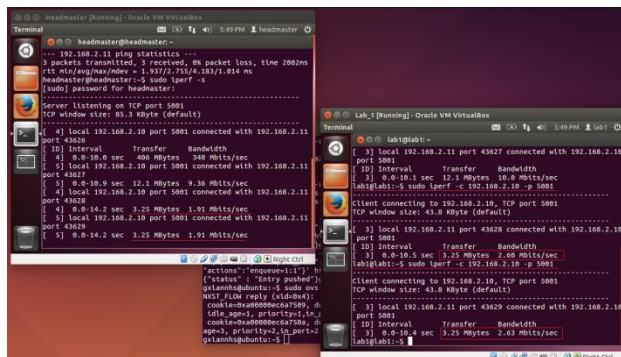 Headmaster [Running] - Oracle VM VirtualBox
Terminal 5:49 PM headmaster
headmaster@headmaster: ~
--- 192.168.2.11 ping statistics ---
3 packets transmitted, 3 received, 0% packet loss, time 2002ms
rtt min/avg/max/mdev = 1.937/2.755/4.183/1.014 ms
headmaster@headmaster:~$ sudo iperf -s
[sudo] password for headmaster:
Server listening on TCP port 5001
TCP window size: 85.3 KByte (default)
[ 4] local 192.168.2.10 port 5001 connected with 192.168.2.11
port 43626
[ ID] Interval Transfer Bandwidth
[ 4] 0.0-10.0 sec 406 MBytes 340 Mbits/sec
[ 5] local 192.168.2.10 port 5001 connected with 192.168.2.11
port 43627
[ 5] 0.0-10.9 sec 12.1 MBytes 9.36 Mbits/sec
[ 4] local 192.168.2.10 port 5001 connected with 192.168.2.11
port 43628
[ 4] 0.0-14.2 sec 3.25 MBytes 1.91 Mbits/sec
[ 5] local 192.168.2.10 port 5001 connected with 192.168.2.11
port 43629
[ 5] 0.0-14.2 sec 3.25 MBytes 1.91 Mbits/sec
Right Ctrl
Lab_1 [Running] - Oracle VM VirtualBox
Terminal 5:49 PM lab1
lab1@lab1: ~
[ 3] local 192.168.2.11 port 43627 connected with 192.168.2.10
port 5001
[ ID] Interval Transfer Bandwidth
[ 3] 0.0-10.1 sec 12.1 MBytes 10.0 Mbits/sec
lab1@lab1:~$ sudo iperf -c 192.168.2.10 -p 5001
Client connecting to 192.168.2.10, TCP port 5001
TCP window size: 43.8 KByte (default)
[ 3] local 192.168.2.11 port 43628 connected with 192.168.2.10
port 5001
[ ID] Interval Transfer Bandwidth
[ 3] 0.0-10.5 sec 3.25 MBytes 2.60 Mbits/sec
lab1@lab1:~$ sudo iperf -c 192.168.2.10 -p 5001
Client connecting to 192.168.2.10, TCP port 5001
TCP window size: 43.8 KByte (default)
[ 3] local 192.168.2.11 port 43629 connected with 192.168.2.10
port 5001
[ ID] Interval Transfer Bandwidth
[ 3] 0.0-10.4 sec 3.25 MBytes 2.63 Mbits/sec
lab1@lab1:~$
"actions":"enqueue=1:1"}' h
{"status" : "Entry pushed"}
gxiannhs@ubuntu:~$ sudo ovs
NXST_FLOW reply (xid=0x4):
cookie=0xa00000ec6a7509, du
idle_age=1, priority=1,in_p
cookie=0xa00000ec6a750a, du
age=3, priority=2,in_port=2
gxiannhs@ubuntu:~$